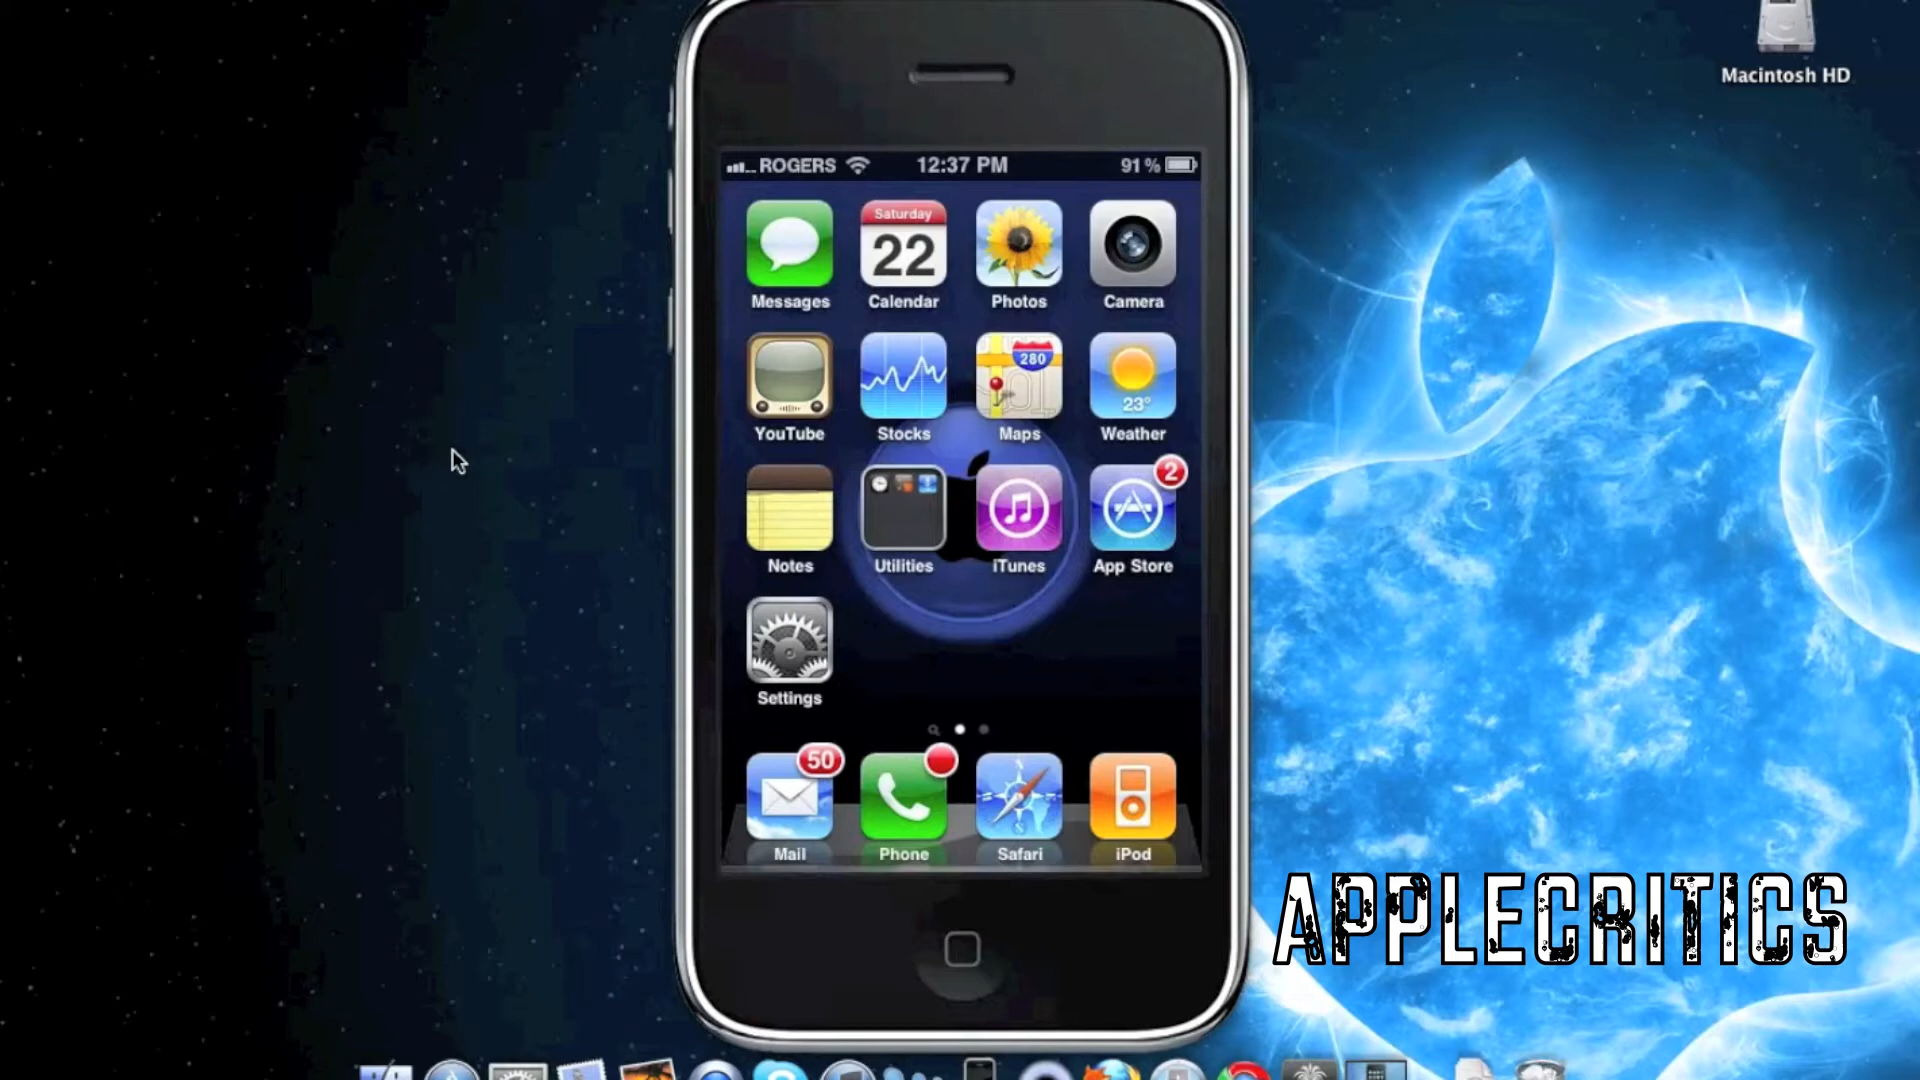 Macintosh HD
ROGERS 12:37 PM 91 %
Saturday
22
Messages Calendar Photos Camera
280
23°
YouTube Stocks Maps Weather
2
Notes Utilities iTunes App Store
Settings
50
Mail Phone Safari iPod
APPLECRITICS